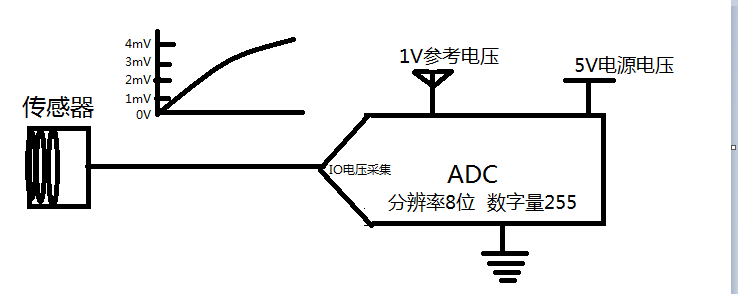 4mV
3mV
2mV
1mV
0V
1V参考电压
5V电源电压
传感器
IO电压采集
ADC
分辨率8位 数字量255